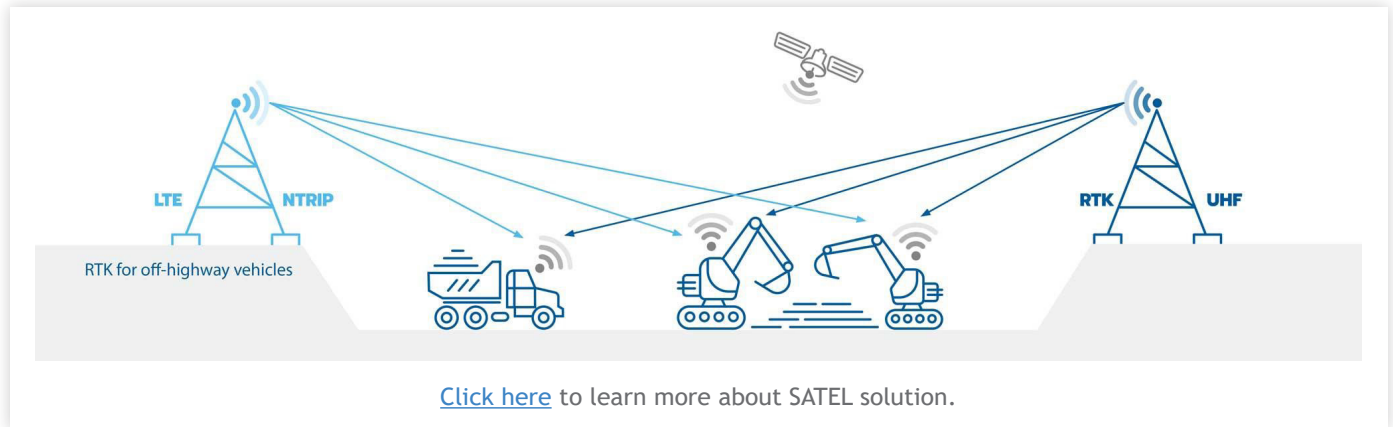 LTE NTRIP
RTK UHF
RTK for off-highway vehicles
Click here to learn more about SATEL solution.